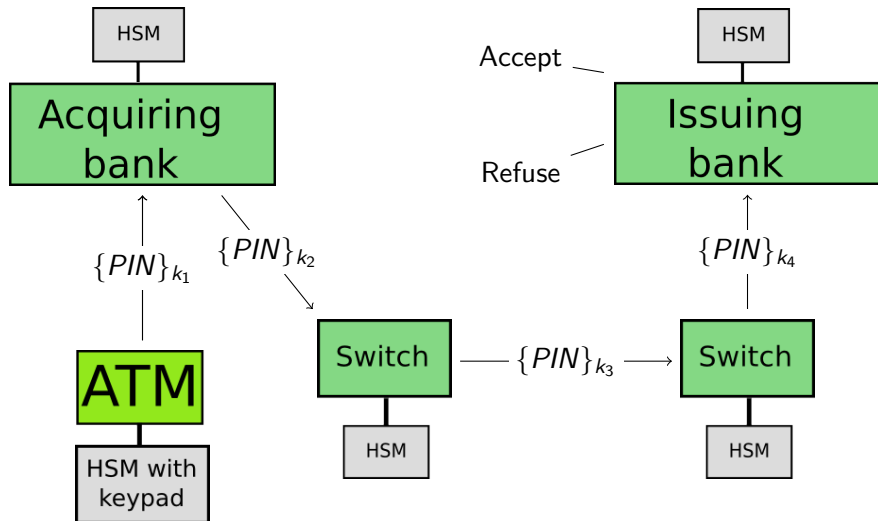 HSM
Acquiring
bank
Accept
Refuse
HSM
Issuing
bank
{PIN}k₁
{PIN}k₂
{PIN}k₄
ATM
HSM with
keypad
Switch
HSM
{PIN}k₃
Switch
HSM